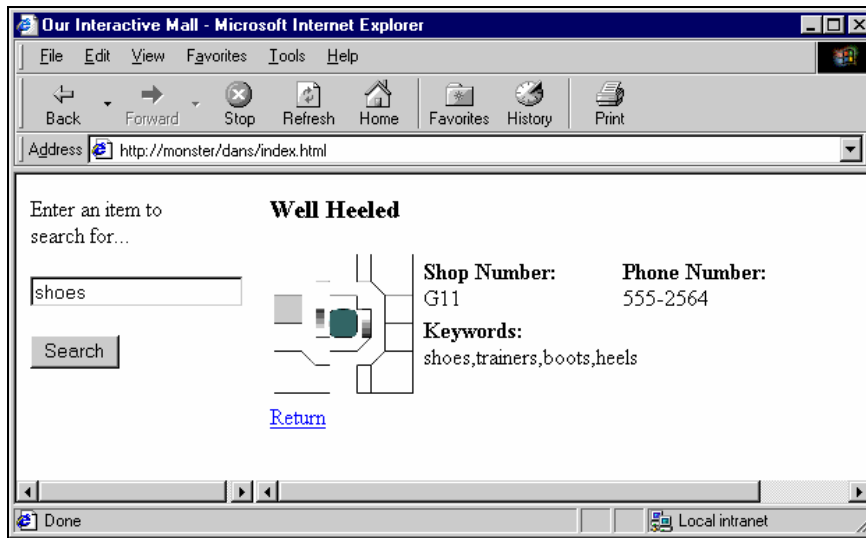 Our Interactive Mall - Microsoft Internet Explorer
File Edit View Favorites Tools Help
Back Forward Stop Refresh Home Favorites History Print
Address http://monster/dans/index.html
Enter an item to
search for...
shoes
Search
Well Heeled
Shop Number:
G11
Phone Number:
555-2564
Keywords:
shoes,trainers,boots,heels
Return
Done
Local intranet